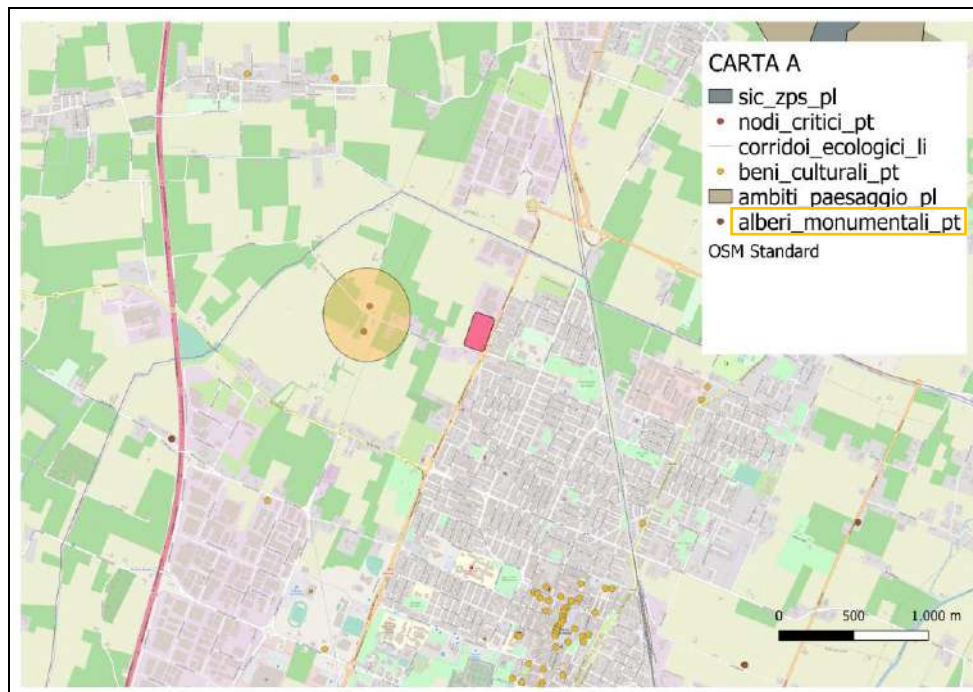 CARTA A
sic_zps_pl
nodi_critici_pt
corridoi_ecologici_li
beni_culturali_pt
ambiti_paesaggio_pl
alberi_monumentali_pt
OSM Standard
0 500 1.000 m